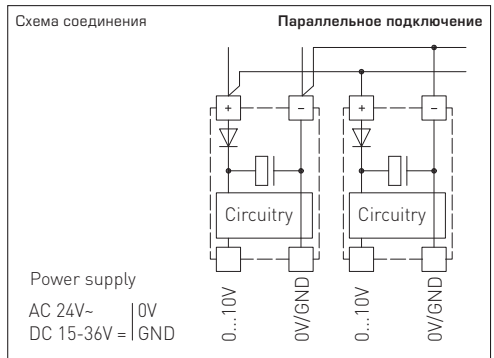 Схема соединения
Параллельное подключение
+ – + –
Circuitry Circuitry
Power supply
AC 24V~ 0V
DC 15-36V = GND
0...10V
0V/GND
0...10V
0V/GND